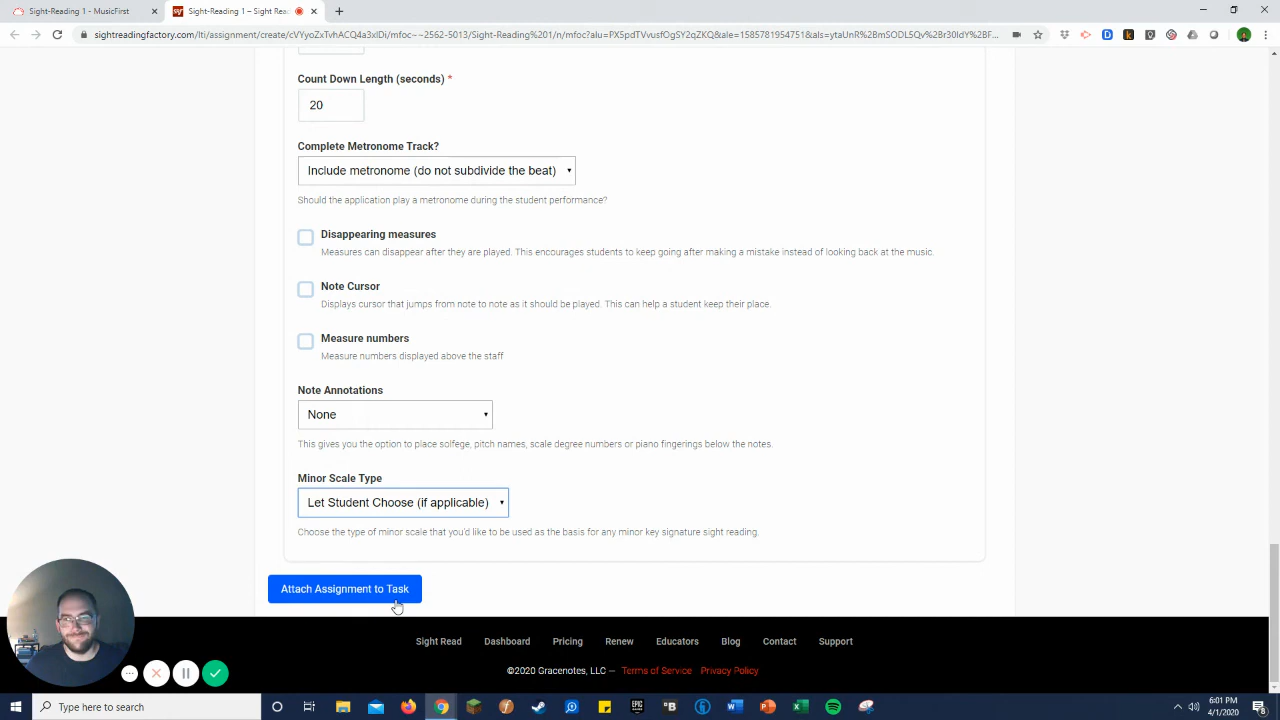 Sight-Reading 1 - MusicFirst
Sight-Reading 1 – Sight Rea
sightreadingfactory.com/lti/assignment/create/cVYyoZxTvhACQ4a3xIDi/mfoc~~2562-5013/Sight-Reading%201/n/mfoc?alu=PX5pdTVvusfOgSY2qZKQ&ale=1585781954751&als=ytaUnR%2BmSODLSQv%2Br30ldY%2BF...
Count Down Length (seconds) *
20
Complete Metronome Track?
Include metronome (do not subdivide the beat)
Should the application play a metronome during the student performance?
Disappearing measures
Measures can disappear after they are played. This encourages students to keep going after making a mistake instead of looking back at the music.
Note Cursor
Displays cursor that jumps from note to note as it should be played. This can help a student keep their place.
Measure numbers
Measure numbers displayed above the staff
Note Annotations
None
This gives you the option to place solfege, pitch names, scale degree numbers or piano fingerings below the notes.
Minor Scale Type
Let Student Choose (if applicable)
Choose the type of minor scale that you'd like to be used as the basis for any minor key signature sight reading.
Attach Assignment to Task
Sight Read Dashboard Pricing Renew Educators Blog Contact Support
©2020 Gracenotes, LLC — Terms of Service Privacy Policy
Type here to search
6:01 PM
4/1/2020